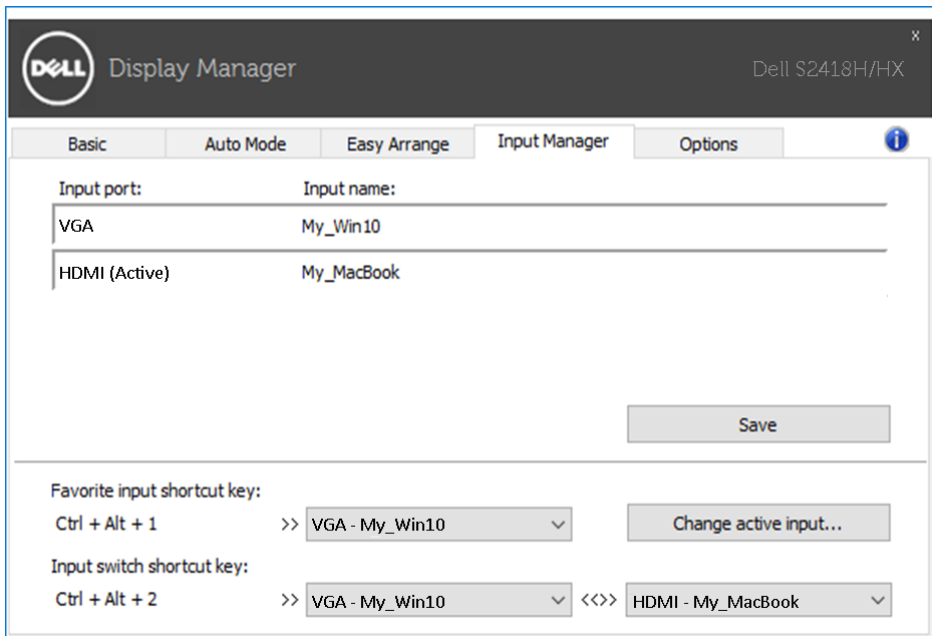 x
DELL Display Manager Dell S2418H/HX
Basic Auto Mode Easy Arrange Input Manager Options i
Input port: Input name:
VGA My_Win10
HDMI (Active) My_MacBook
Save
Favorite input shortcut key:
Ctrl + Alt + 1 >> VGA - My_Win10 Change active input...
Input switch shortcut key:
Ctrl + Alt + 2 >> VGA - My_Win10 <<>> HDMI - My_MacBook